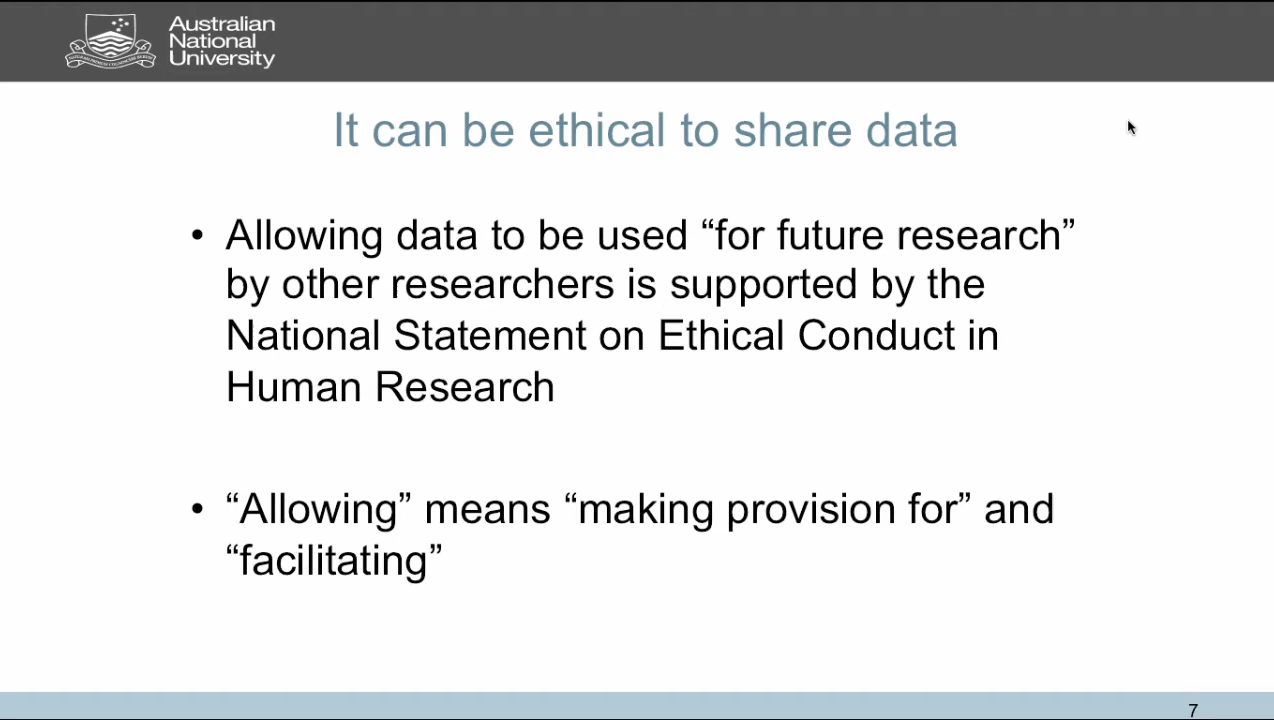 Australian
National
University
It can be ethical to share data
• Allowing data to be used “for future research”
by other researchers is supported by the
National Statement on Ethical Conduct in
Human Research
• “Allowing” means “making provision for” and
“facilitating”
7